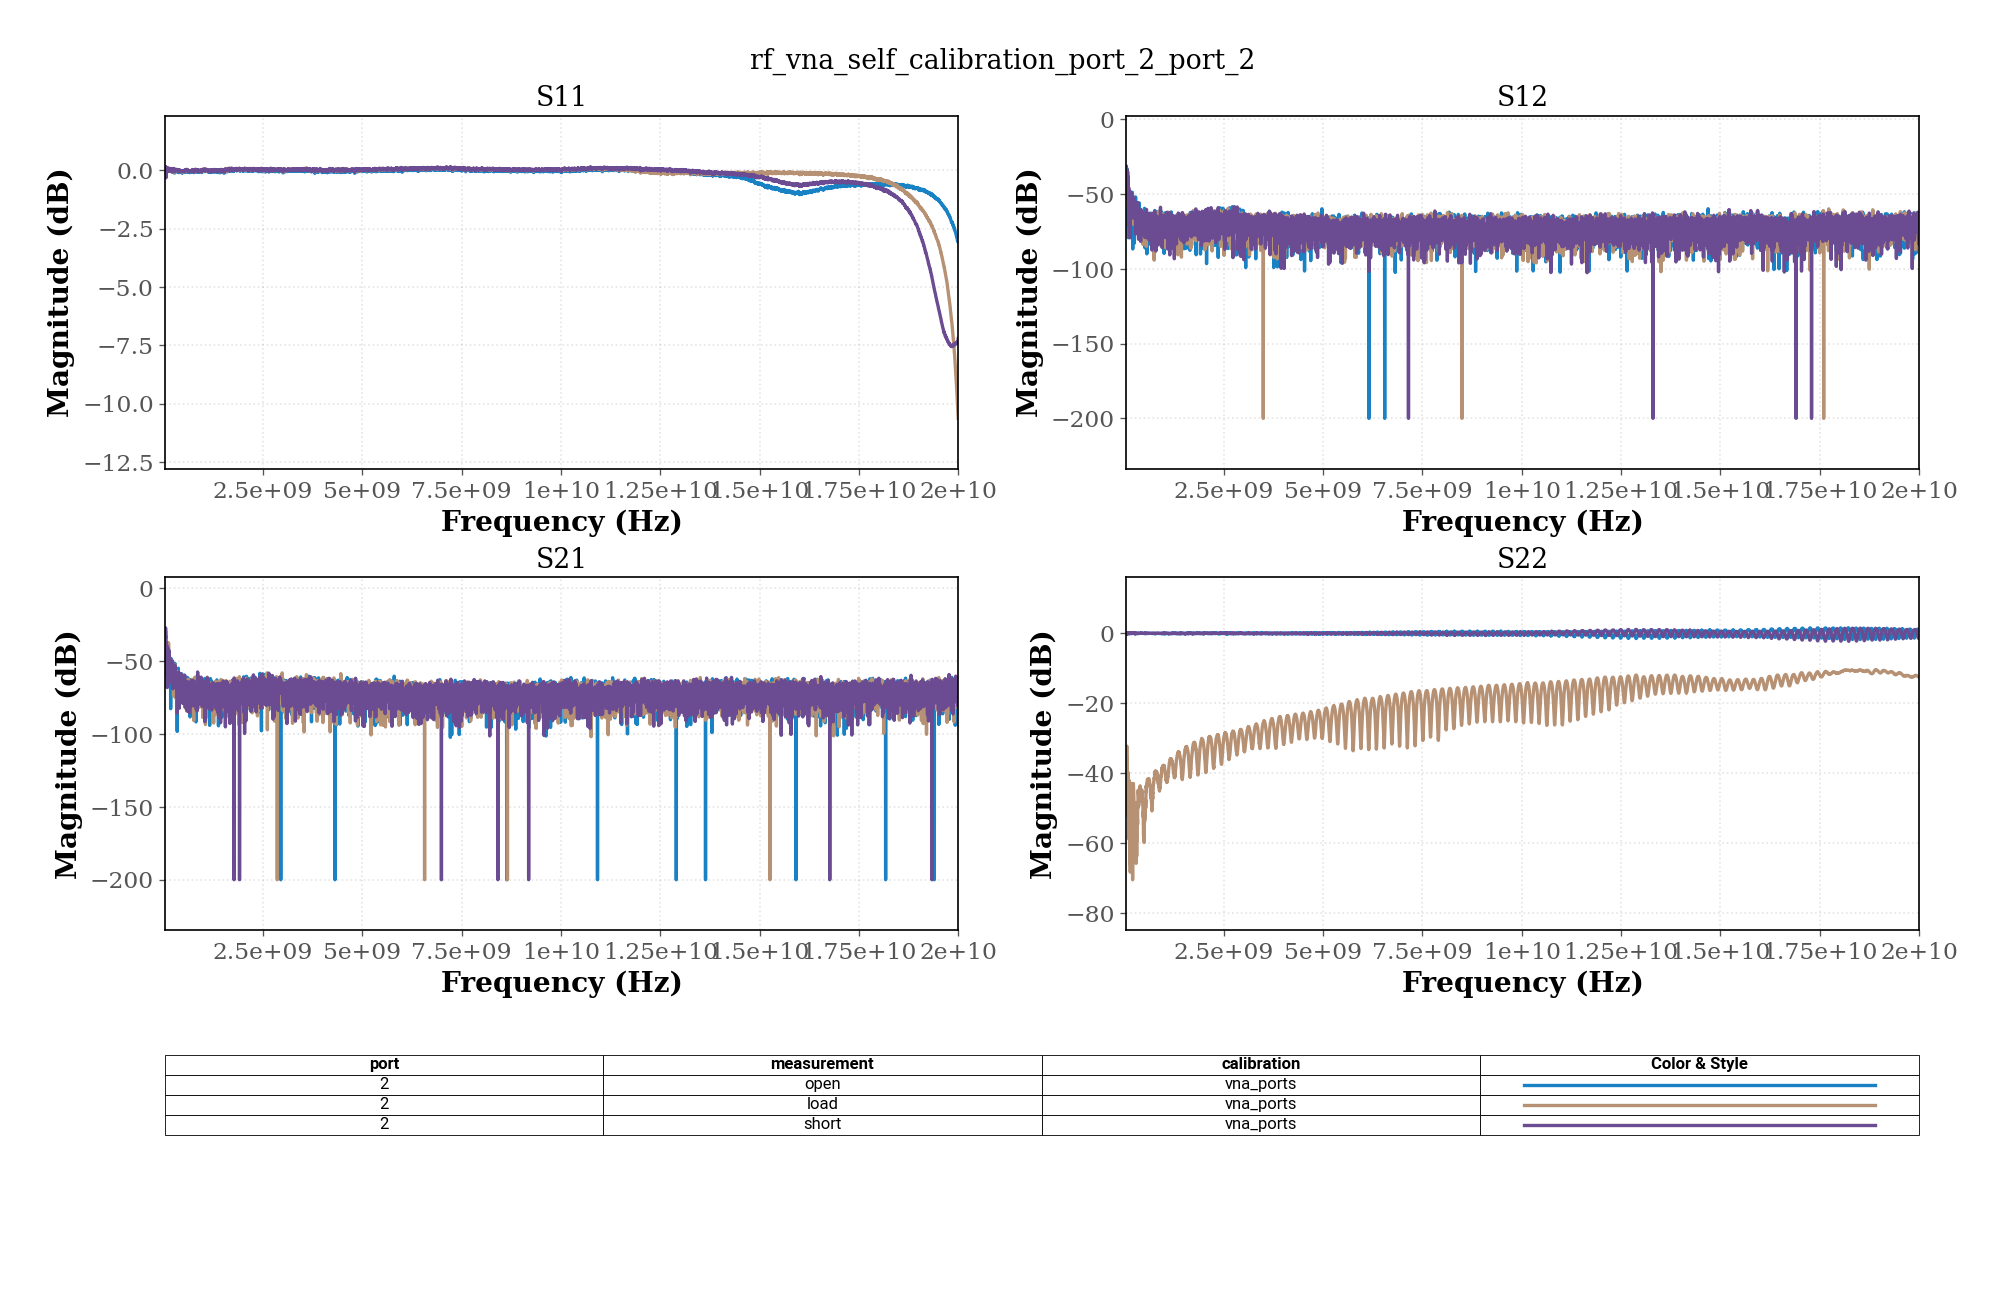 rf_vna_self_calibration_port_2_port_2
S11
Magnitude (dB)
0.0
−2.5
−5.0
−7.5
−10.0
−12.5
2.5e+09 5e+09 7.5e+09 1e+10 1.25e+10 1.5e+10 1.75e+10 2e+10
Frequency (Hz)
S12
Magnitude (dB)
0
−50
−100
−150
−200
2.5e+09 5e+09 7.5e+09 1e+10 1.25e+10 1.5e+10 1.75e+10 2e+10
Frequency (Hz)
S21
Magnitude (dB)
0
−50
−100
−150
−200
2.5e+09 5e+09 7.5e+09 1e+10 1.25e+10 1.5e+10 1.75e+10 2e+10
Frequency (Hz)
S22
Magnitude (dB)
0
−20
−40
−60
−80
2.5e+09 5e+09 7.5e+09 1e+10 1.25e+10 1.5e+10 1.75e+10 2e+10
Frequency (Hz)
port measurement calibration Color & Style
2 open vna_ports
2 load vna_ports
2 short vna_ports